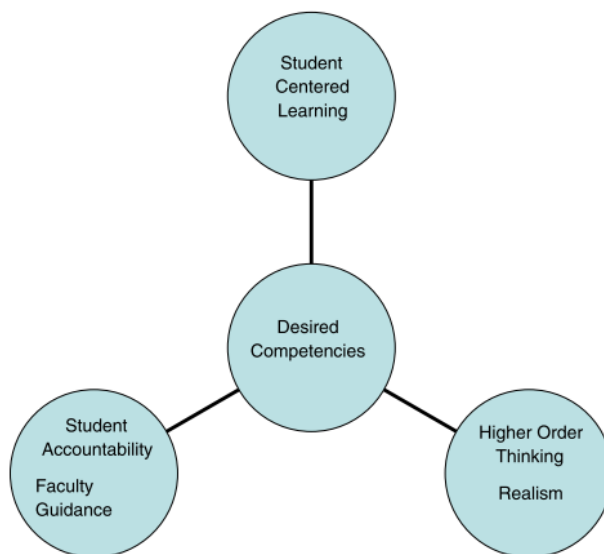 Student
Centered
Learning
Desired
Competencies
Student
Accountability
Faculty
Guidance
Higher Order
Thinking
Realism